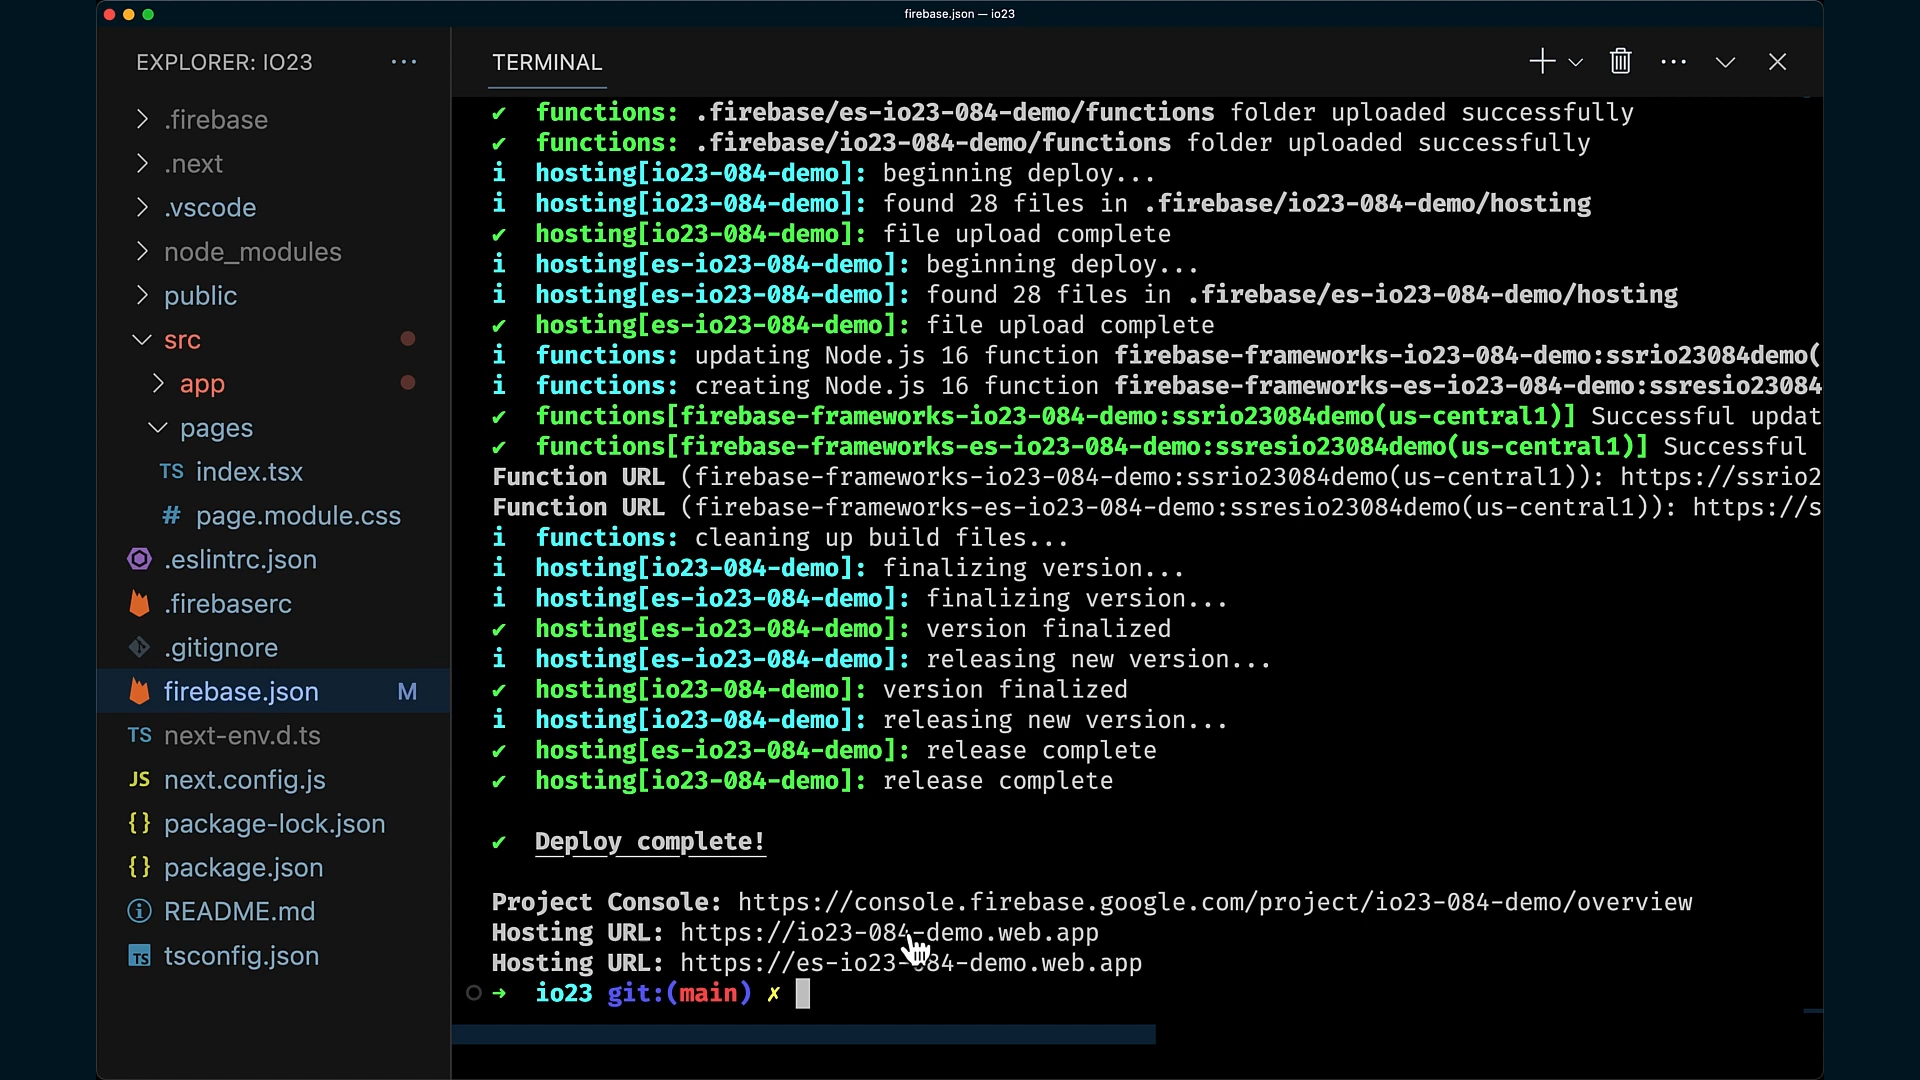 firebase.json — io23
EXPLORER: IO23
.firebase
.next
.vscode
node_modules
public
src
app
pages
TS index.tsx
# page.module.css
.eslintrc.json
.firebaserc
.gitignore
firebase.json M
TS next-env.d.ts
JS next.config.js
{} package-lock.json
{} package.json
README.md
TS tsconfig.json
TERMINAL
✔ functions: .firebase/es-io23-084-demo/functions folder uploaded successfully
✔ functions: .firebase/io23-084-demo/functions folder uploaded successfully
i hosting[io23-084-demo]: beginning deploy...
i hosting[io23-084-demo]: found 28 files in .firebase/io23-084-demo/hosting
✔ hosting[io23-084-demo]: file upload complete
i hosting[es-io23-084-demo]: beginning deploy...
i hosting[es-io23-084-demo]: found 28 files in .firebase/es-io23-084-demo/hosting
✔ hosting[es-io23-084-demo]: file upload complete
i functions: updating Node.js 16 function firebase-frameworks-io23-084-demo:ssrio23084demo(
i functions: creating Node.js 16 function firebase-frameworks-es-io23-084-demo:ssresio23084
✔ functions[firebase-frameworks-io23-084-demo:ssrio23084demo(us-central1)] Successful updat
✔ functions[firebase-frameworks-es-io23-084-demo:ssresio23084demo(us-central1)] Successful
Function URL (firebase-frameworks-io23-084-demo:ssrio23084demo(us-central1)): https://ssrio2
Function URL (firebase-frameworks-es-io23-084-demo:ssresio23084demo(us-central1)): https://s
i functions: cleaning up build files...
i hosting[io23-084-demo]: finalizing version...
i hosting[es-io23-084-demo]: finalizing version...
✔ hosting[es-io23-084-demo]: version finalized
i hosting[es-io23-084-demo]: releasing new version...
✔ hosting[io23-084-demo]: version finalized
i hosting[io23-084-demo]: releasing new version...
✔ hosting[es-io23-084-demo]: release complete
✔ hosting[io23-084-demo]: release complete
✔ Deploy complete!
Project Console: https://console.firebase.google.com/project/io23-084-demo/overview
Hosting URL: https://io23-084-demo.web.app
Hosting URL: https://es-io23-084-demo.web.app
➜ io23 git:(main) ✗